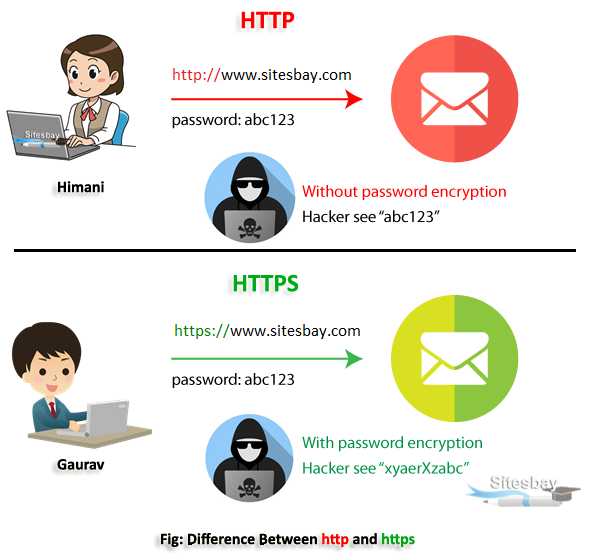 HTTP
http://www.sitesbay.com
password: abc123
Sitesbay
Himani
Without password encryption
Hacker see “abc123”
HTTPS
https://www.sitesbay.com
password: abc123
Gaurav
With password encryption
Hacker see “xyaerXzabc”
Sitesbay
Fig: Difference Between http and https